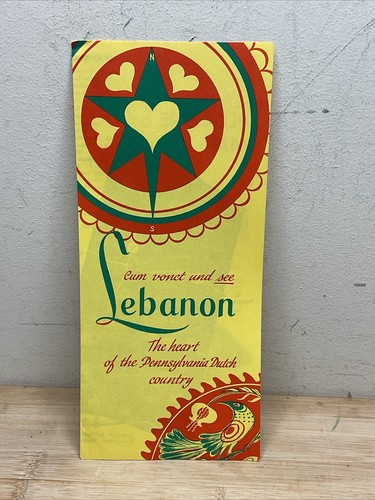 N
S
Cum vonct und see
Lebanon
The heart
of the Pennsylvania Dutch
country